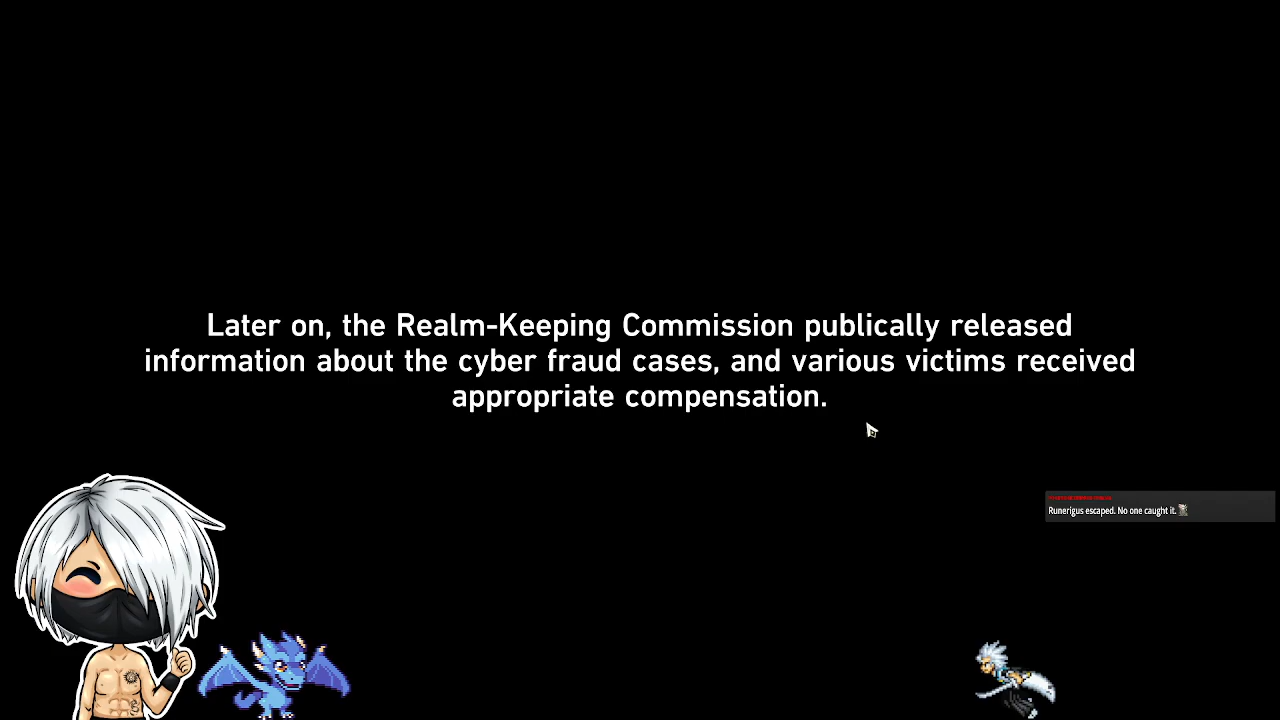 Later on, the Realm-Keeping Commission publically released
information about the cyber fraud cases, and various victims received
appropriate compensation.
Runerigus escaped. No one caught it.